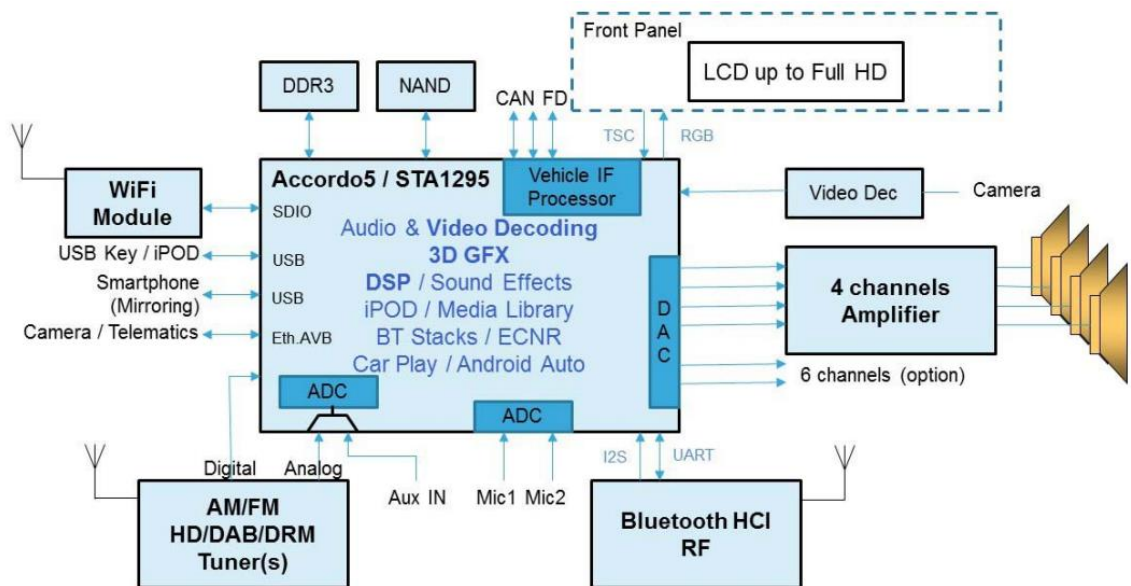 Front Panel
LCD up to Full HD
DDR3
NAND
CAN FD
TSC
RGB
WiFi
Module
Accordo5 / STA1295
Vehicle IF
Processor
Video Dec
Camera
SDIO
Audio & Video Decoding
3D GFX
DSP / Sound Effects
iPOD / Media Library
BT Stacks / ECNR
Car Play / Android Auto
USB Key / iPOD
USB
Smartphone
(Mirroring)
USB
Camera / Telematics
Eth.AVB
D
A
C
4 channels
Amplifier
6 channels (option)
ADC
ADC
Digital
Analog
Aux IN
Mic1 Mic2
I2S
UART
AM/FM
HD/DAB/DRM
Tuner(s)
Bluetooth HCI
RF